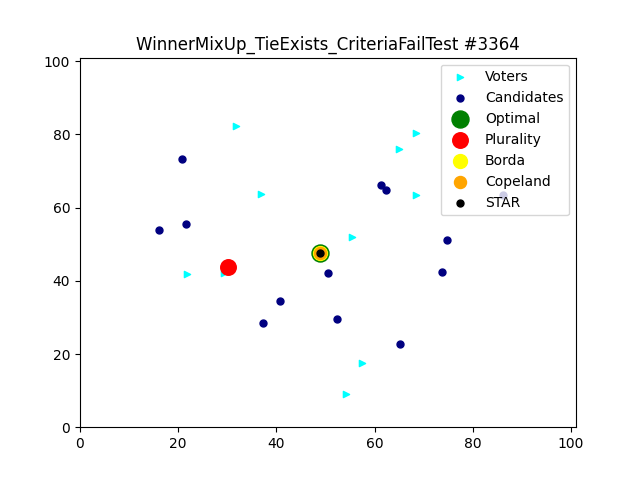 WinnerMixUp_TieExists_CriteriaFailTest #3364
100
80
60
40
20
0
0
20
40
60
80
100
Voters
Candidates
Optimal
Plurality
Borda
Copeland
STAR